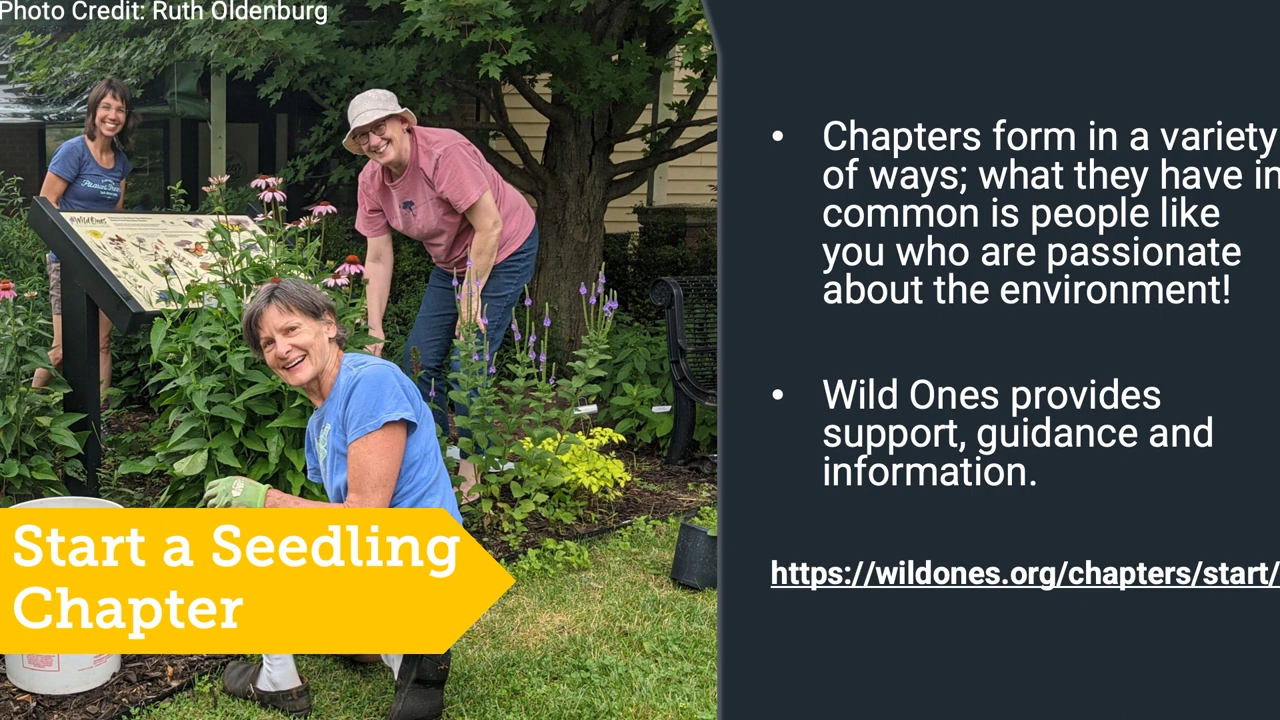 Photo Credit: Ruth Oldenburg
Wild Ones
Start a Seedling
Chapter
• Chapters form in a variety
of ways; what they have in
common is people like
you who are passionate
about the environment!
• Wild Ones provides
support, guidance and
information.
https://wildones.org/chapters/start/